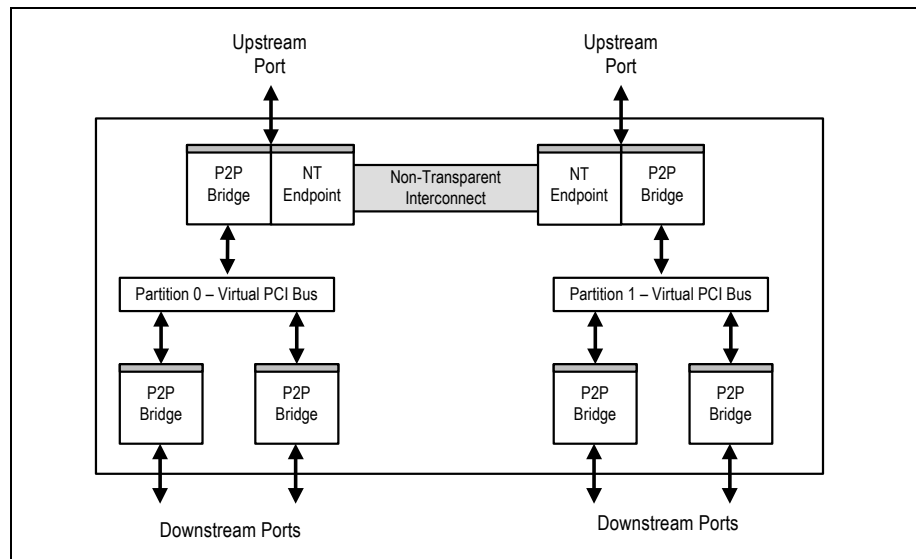 Upstream
Port
Upstream
Port
P2P
Bridge
NT
Endpoint
Non-Transparent
Interconnect
NT
Endpoint
P2P
Bridge
Partition 0 – Virtual PCI Bus
Partition 1 – Virtual PCI Bus
P2P
Bridge
P2P
Bridge
P2P
Bridge
P2P
Bridge
Downstream Ports
Downstream Ports